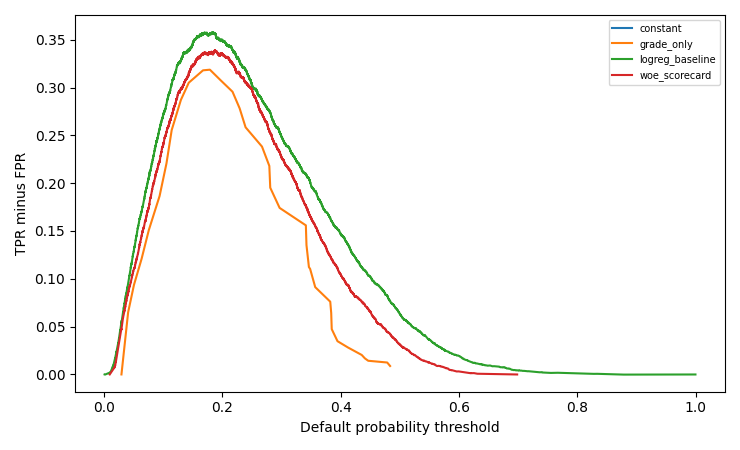 constant
grade_only
logreg_baseline
woe_scorecard
TPR minus FPR
0.35
0.30
0.25
0.20
0.15
0.10
0.05
0.00
0.0 0.2 0.4 0.6 0.8 1.0
Default probability threshold